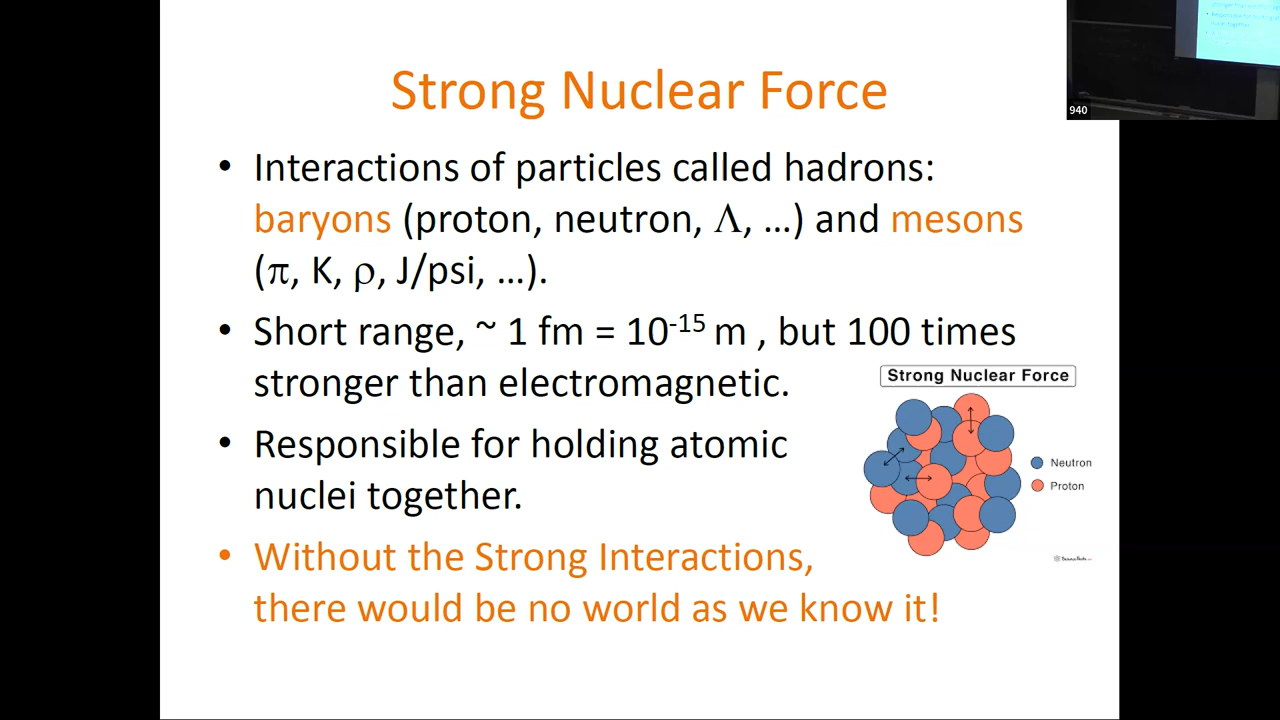 Strong Nuclear Force
• Interactions of particles called hadrons:
baryons (proton, neutron, Λ, …) and mesons
(π, K, ρ, J/psi, …).
• Short range, ~ 1 fm = 10⁻¹⁵ m , but 100 times
stronger than electromagnetic.
• Responsible for holding atomic
nuclei together.
• Without the Strong Interactions,
there would be no world as we know it!
Strong Nuclear Force
Neutron
Proton
940